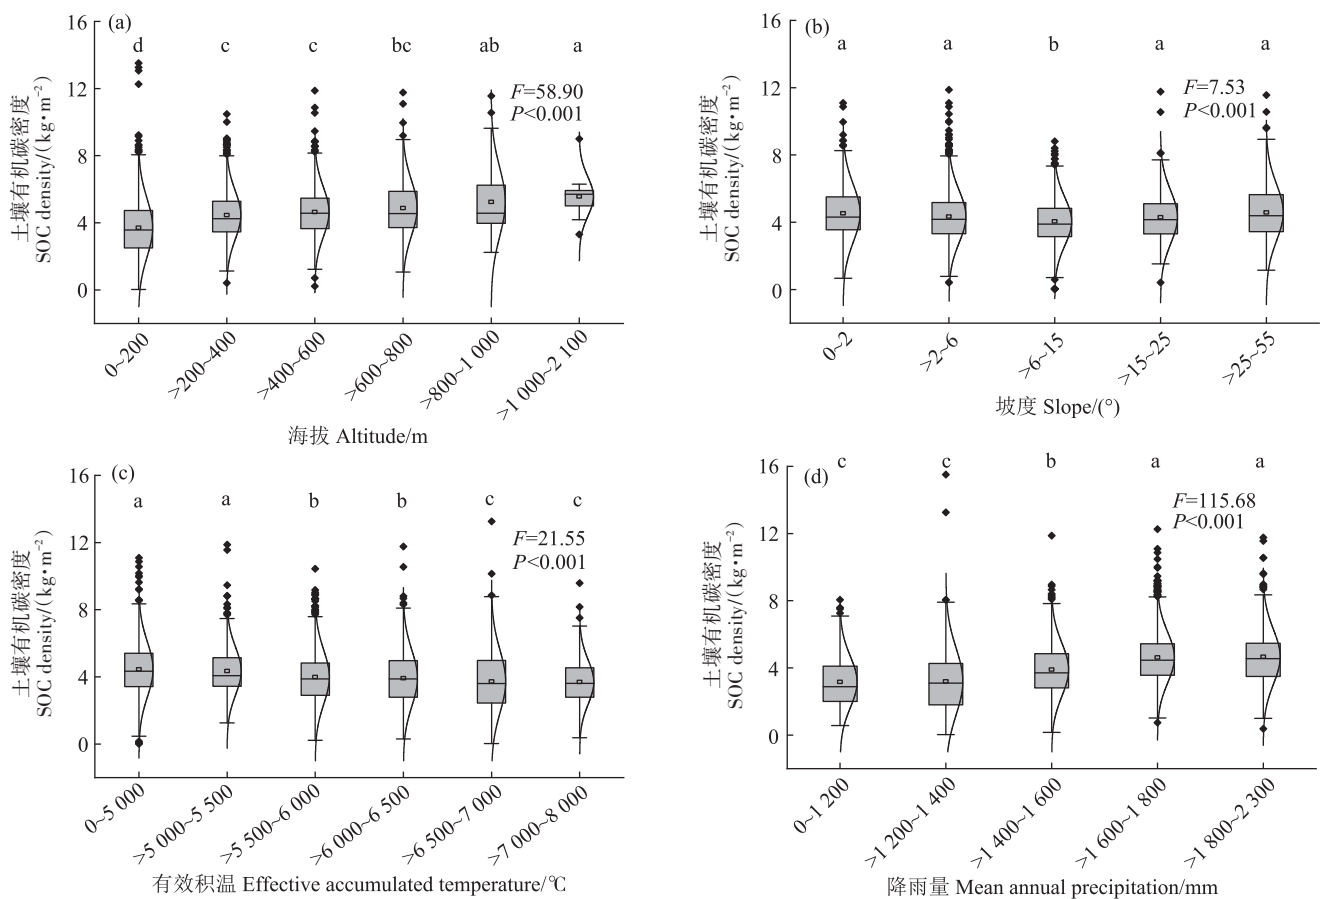 (a)
16
12
8
4
0
d c c bc ab a
F=58.90
P<0.001
土壤有机碳密度
SOC density/(kg•m⁻²)
0~200
>200~400
>400~600
>600~800
>800~1 000
>1 000~2 100
海拔 Altitude/m
(b)
16
12
8
4
0
a a b a a
F=7.53
P<0.001
土壤有机碳密度
SOC density/(kg•m⁻²)
0~2
>2~6
>6~15
>15~25
>25~55
坡度 Slope/(°)
(c)
16
12
8
4
0
a a b b c c
F=21.55
P<0.001
土壤有机碳密度
SOC density/(kg•m⁻²)
0~5 000
>5 000~5 500
>5 500~6 000
>6 000~6 500
>6 500~7 000
>7 000~8 000
有效积温 Effective accumulated temperature/℃
(d)
16
12
8
4
0
c c b a a
F=115.68
P<0.001
土壤有机碳密度
SOC density/(kg•m⁻²)
0~1 200
>1 200~1 400
>1 400~1 600
>1 600~1 800
>1 800~2 300
降雨量 Mean annual precipitation/mm